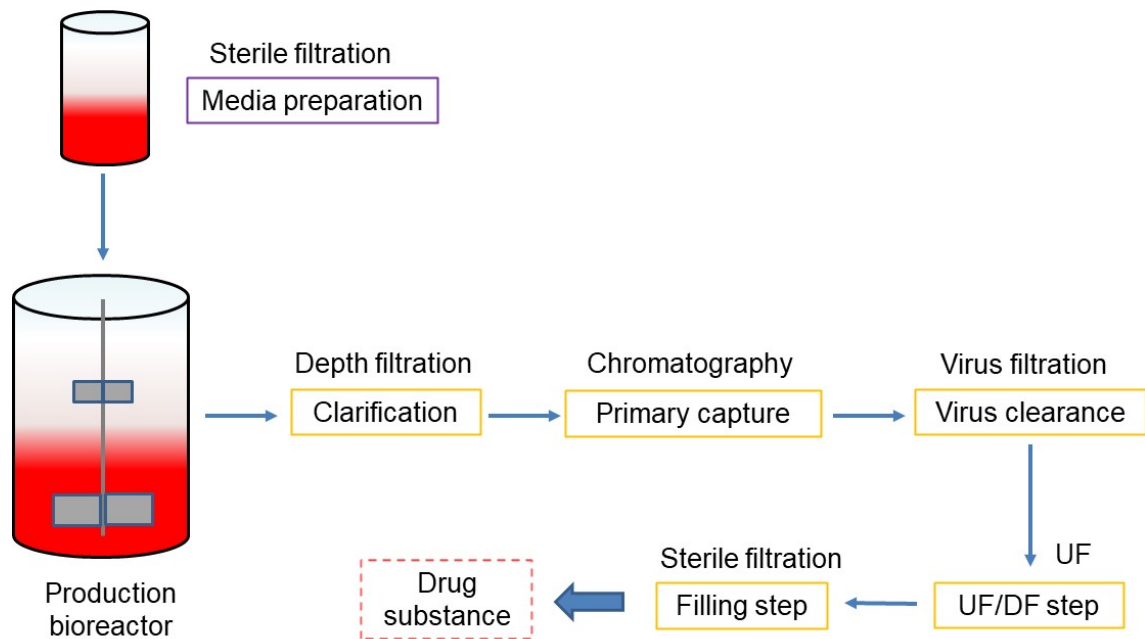 Sterile filtration
Media preparation
Depth filtration
Clarification
Chromatography
Primary capture
Virus filtration
Virus clearance
UF
UF/DF step
Sterile filtration
Filling step
Drug
substance
Production
bioreactor